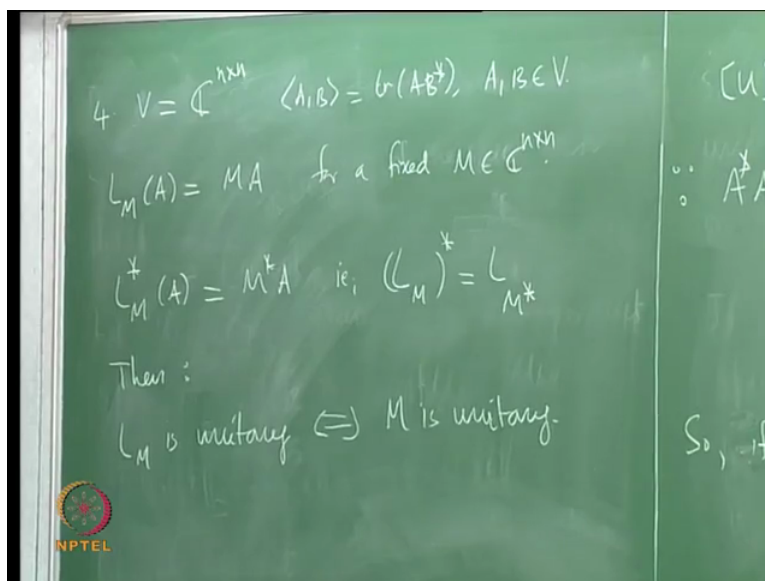 4. V = ℂ^{n×n} ⟨A,B⟩ = tr(AB*), A, B ∈ V.
L_M(A) = MA for a fixed M ∈ ℂ^{n×n}.
L*_M(A) = M*A ie, (L_M)* = L_{M*}
Then :
L_M is unitary ⇔ M is unitary.
[U]
∵ A*A
So, if
NPTEL